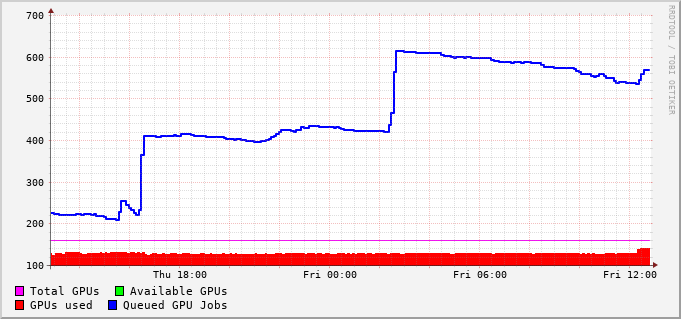 700
600
500
400
300
200
100
Thu 18:00 Fri 00:00 Fri 06:00 Fri 12:00
Total GPUs Available GPUs
GPUs used Queued GPU Jobs
RRDTOOL / TOBI OETIKER